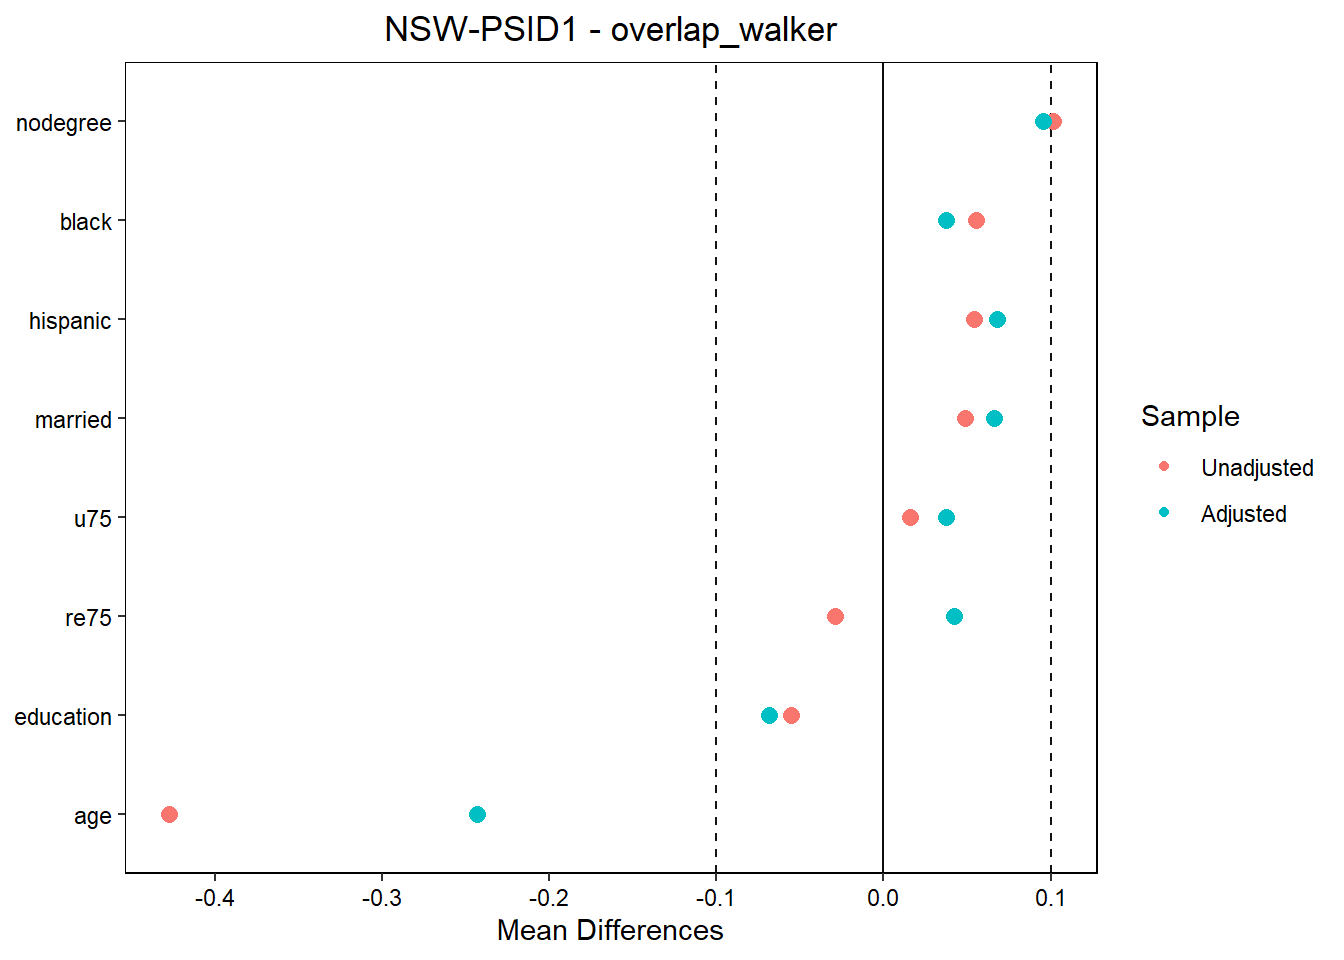 NSW-PSID1 - overlap_walker
nodegree
black
hispanic
married
u75
re75
education
age
-0.4 -0.3 -0.2 -0.1 0.0 0.1
Mean Differences
Sample
Unadjusted
Adjusted